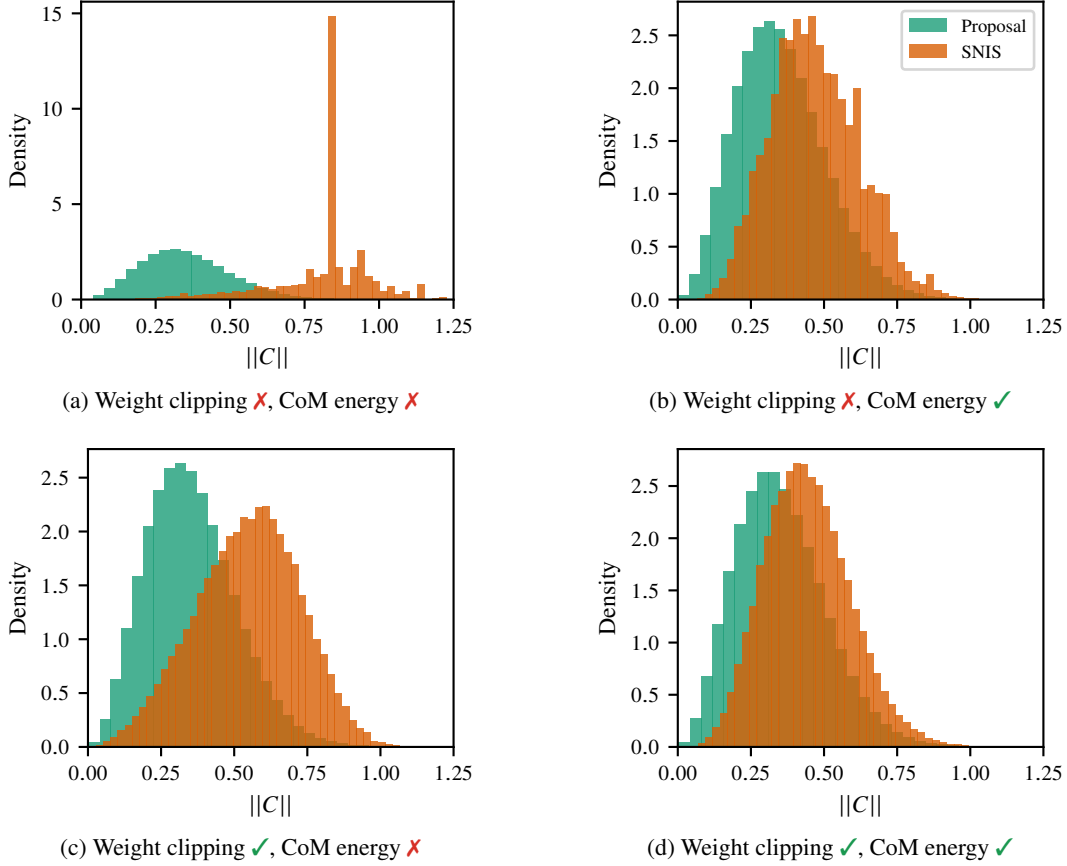 15
10
5
0
Density
0.00 0.25 0.50 0.75 1.00 1.25
||C||
(a) Weight clipping ✗, CoM energy ✗
Proposal
SNIS
2.5
2.0
1.5
1.0
0.5
0.0
Density
0.00 0.25 0.50 0.75 1.00 1.25
||C||
(b) Weight clipping ✗, CoM energy ✓
2.5
2.0
1.5
1.0
0.5
0.0
Density
0.00 0.25 0.50 0.75 1.00 1.25
||C||
(c) Weight clipping ✓, CoM energy ✗
2.5
2.0
1.5
1.0
0.5
0.0
Density
0.00 0.25 0.50 0.75 1.00 1.25
||C||
(d) Weight clipping ✓, CoM energy ✓